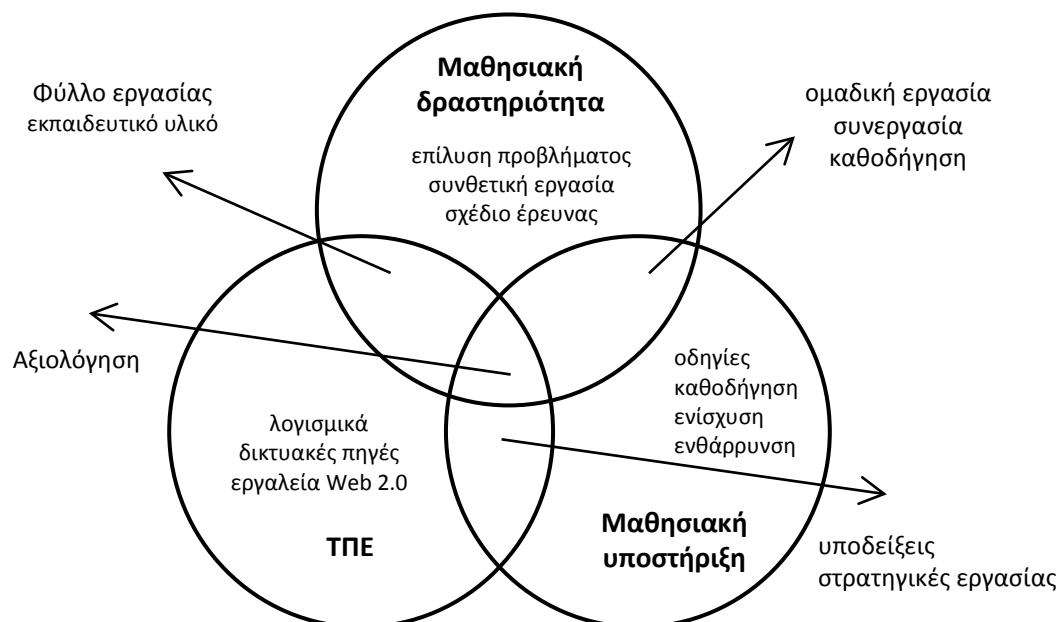 Μαθησιακή
δραστηριότητα
επίλυση προβλήματος
συνθετική εργασία
σχέδιο έρευνας
Φύλλο εργασίας
εκπαιδευτικό υλικό
ομαδική εργασία
συνεργασία
καθοδήγηση
Αξιολόγηση
οδηγίες
καθοδήγηση
ενίσχυση
ενθάρρυνση
λογισμικά
δικτυακές πηγές
εργαλεία Web 2.0
ΤΠΕ
Μαθησιακή
υποστήριξη
υποδείξεις
στρατηγικές εργασίας